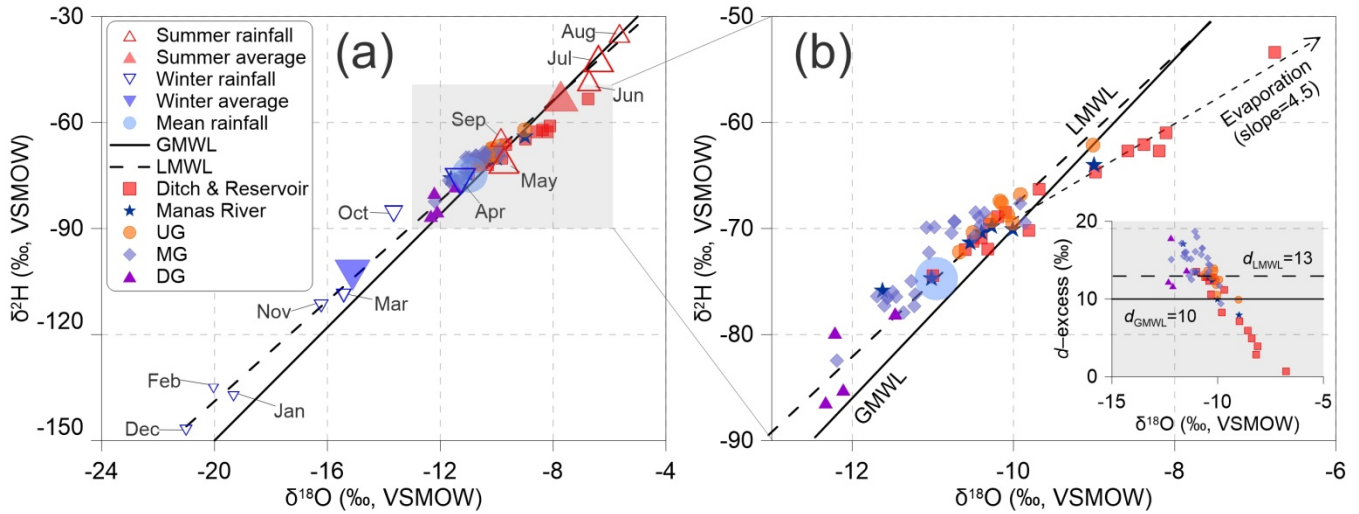 (a)
Summer rainfall
Summer average
Winter rainfall
Winter average
Mean rainfall
GMWL
LMWL
Ditch & Reservoir
Manas River
UG
MG
DG
Aug
Jul
Jun
Sep
May
Apr
Oct
Nov
Mar
Feb
Jan
Dec
-30
-60
-90
-120
-150
δ²H (‰, VSMOW)
-24
-20
-16
-12
-8
-4
δ¹⁸O (‰, VSMOW)
(b)
LMWL
GMWL
Evaporation
(slope=4.5)
-50
-60
-70
-80
-90
δ²H (‰, VSMOW)
-12
-10
-8
-6
δ¹⁸O (‰, VSMOW)
20
10
0
d–excess (‰)
dLMWL=13
dGMWL=10
-15
-10
-5
δ¹⁸O (‰, VSMOW)